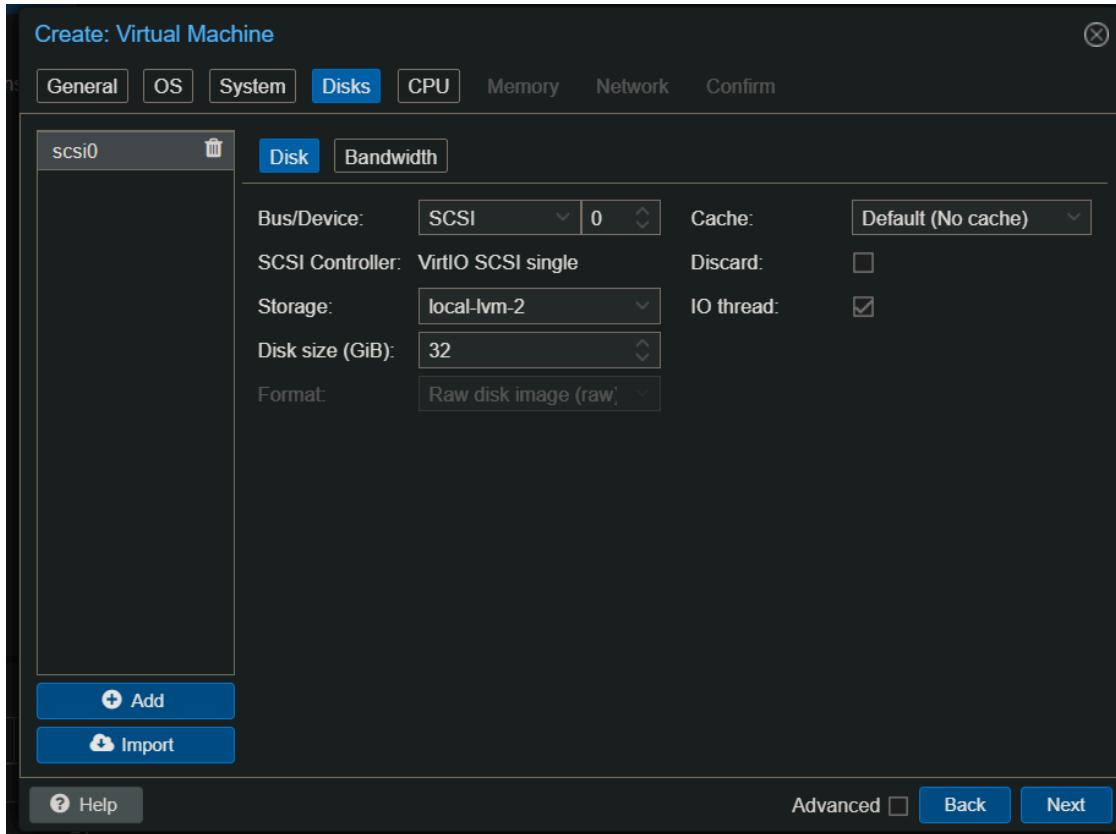 Create: Virtual Machine
General OS System Disks CPU Memory Network Confirm
scsi0
Disk Bandwidth
Bus/Device: SCSI 0 Cache: Default (No cache)
SCSI Controller: VirtIO SCSI single Discard:
Storage: local-lvm-2 IO thread:
Disk size (GiB): 32
Format: Raw disk image (raw)
Add
Import
Help Advanced Back Next